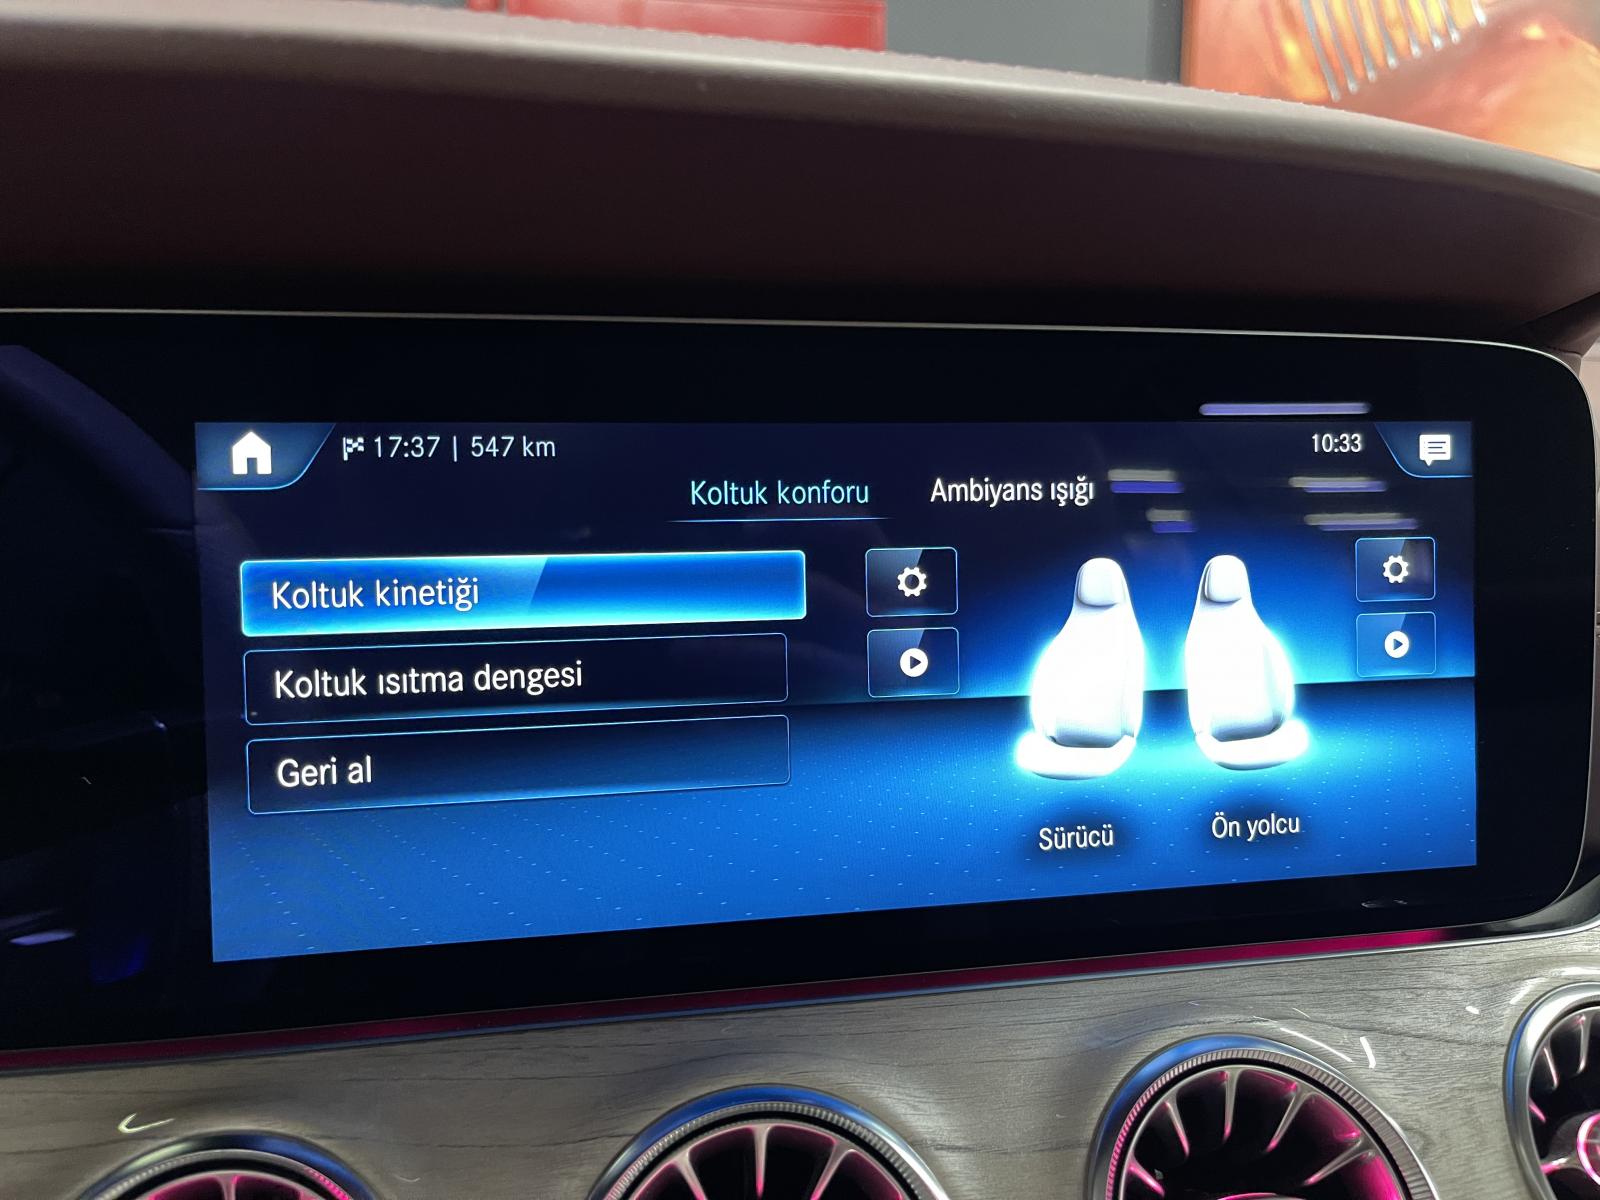 17:37 | 547 km
10:33
Koltuk konforu
Ambiyans ışığı
Koltuk kinetiği
Koltuk ısıtma dengesi
Geri al
Sürücü
Ön yolcu